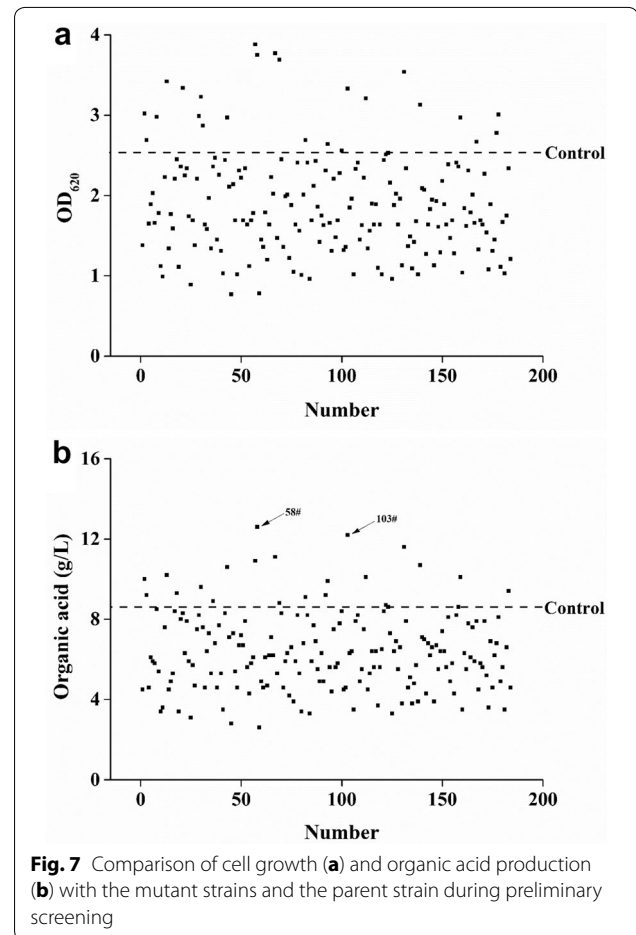 a
4
3
2
1
0
OD620
Control
0 50 100 150 200
Number
b
16
12
8
4
0
Organic acid (g/L)
58#
103#
Control
0 50 100 150 200
Number
Fig. 7 Comparison of cell growth (a) and organic acid production
(b) with the mutant strains and the parent strain during preliminary
screening